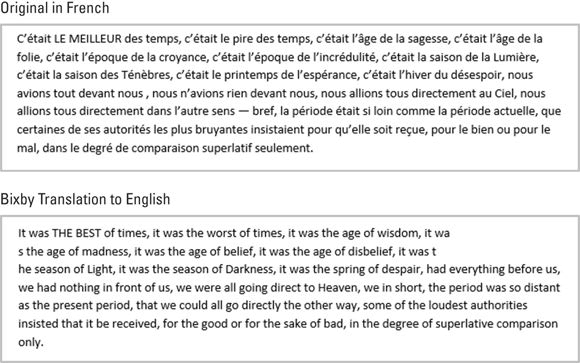 Original in French
C’était LE MEILLEUR des temps, c’était le pire des temps, c’était l’âge de la sagesse, c’était l’âge de la
folie, c’était l’époque de la croyance, c’était l’époque de l’incrédulité, c’était la saison de la Lumière,
c’était la saison des Ténèbres, c’était le printemps de l’espérance, c’était l’hiver du désespoir, nous
avions tout devant nous , nous n’avions rien devant nous, nous allions tous directement au Ciel, nous
allions tous directement dans l’autre sens — bref, la période était si loin comme la période actuelle, que
certaines de ses autorités les plus bruyantes insistaient pour qu’elle soit reçue, pour le bien ou pour le
mal, dans le degré de comparaison superlatif seulement.
Bixby Translation to English
It was THE BEST of times, it was the worst of times, it was the age of wisdom, it wa
s the age of madness, it was the age of belief, it was the age of disbelief, it was t
he season of Light, it was the season of Darkness, it was the spring of despair, had everything before us,
we had nothing in front of us, we were all going direct to Heaven, we in short, the period was so distant
as the present period, that we could all go directly the other way, some of the loudest authorities
insisted that it be received, for the good or for the sake of bad, in the degree of superlative comparison
only.